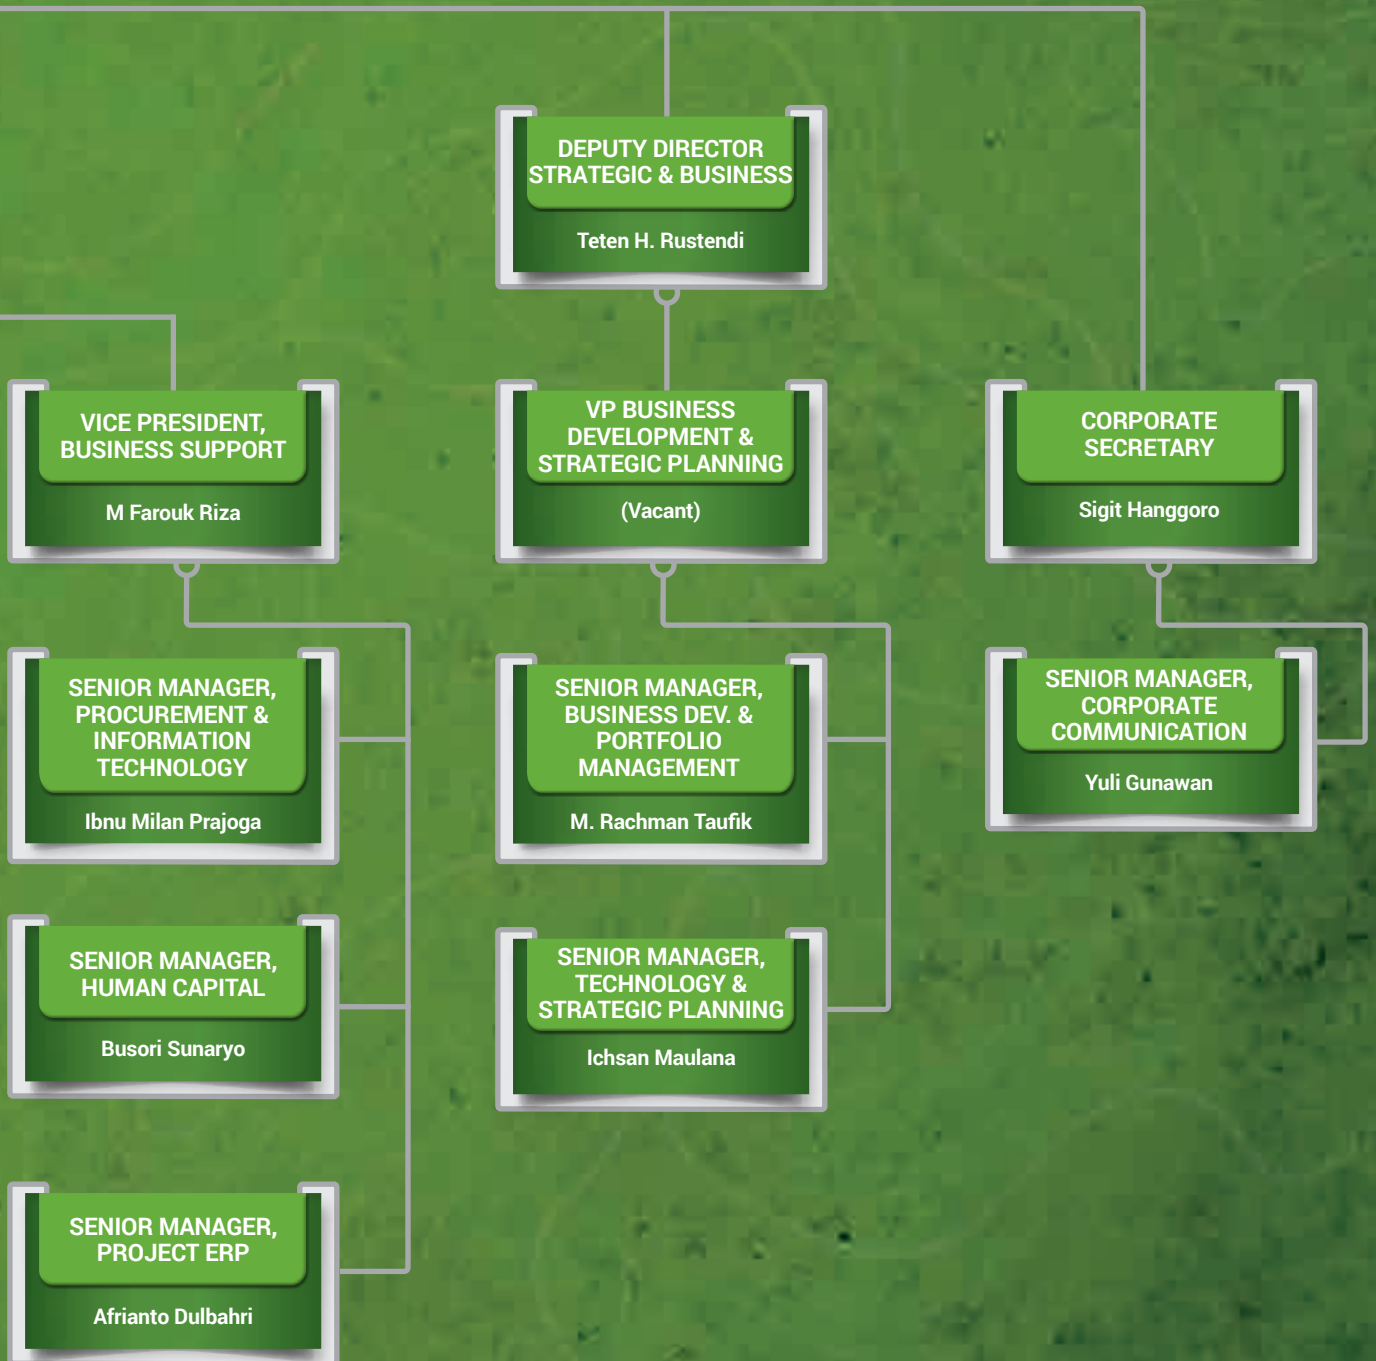 DEPUTY DIRECTOR
STRATEGIC & BUSINESS
Teten H. Rustendi
VICE PRESIDENT,
BUSINESS SUPPORT
M Farouk Riza
VP BUSINESS
DEVELOPMENT &
STRATEGIC PLANNING
(Vacant)
CORPORATE
SECRETARY
Sigit Hanggoro
SENIOR MANAGER,
PROCUREMENT &
INFORMATION
TECHNOLOGY
Ibnu Milan Prajoga
SENIOR MANAGER,
BUSINESS DEV. &
PORTFOLIO
MANAGEMENT
M. Rachman Taufik
SENIOR MANAGER,
CORPORATE
COMMUNICATION
Yuli Gunawan
SENIOR MANAGER,
HUMAN CAPITAL
Busori Sunaryo
SENIOR MANAGER,
TECHNOLOGY &
STRATEGIC PLANNING
Ichsan Maulana
SENIOR MANAGER,
PROJECT ERP
Afrianto Dulbahri